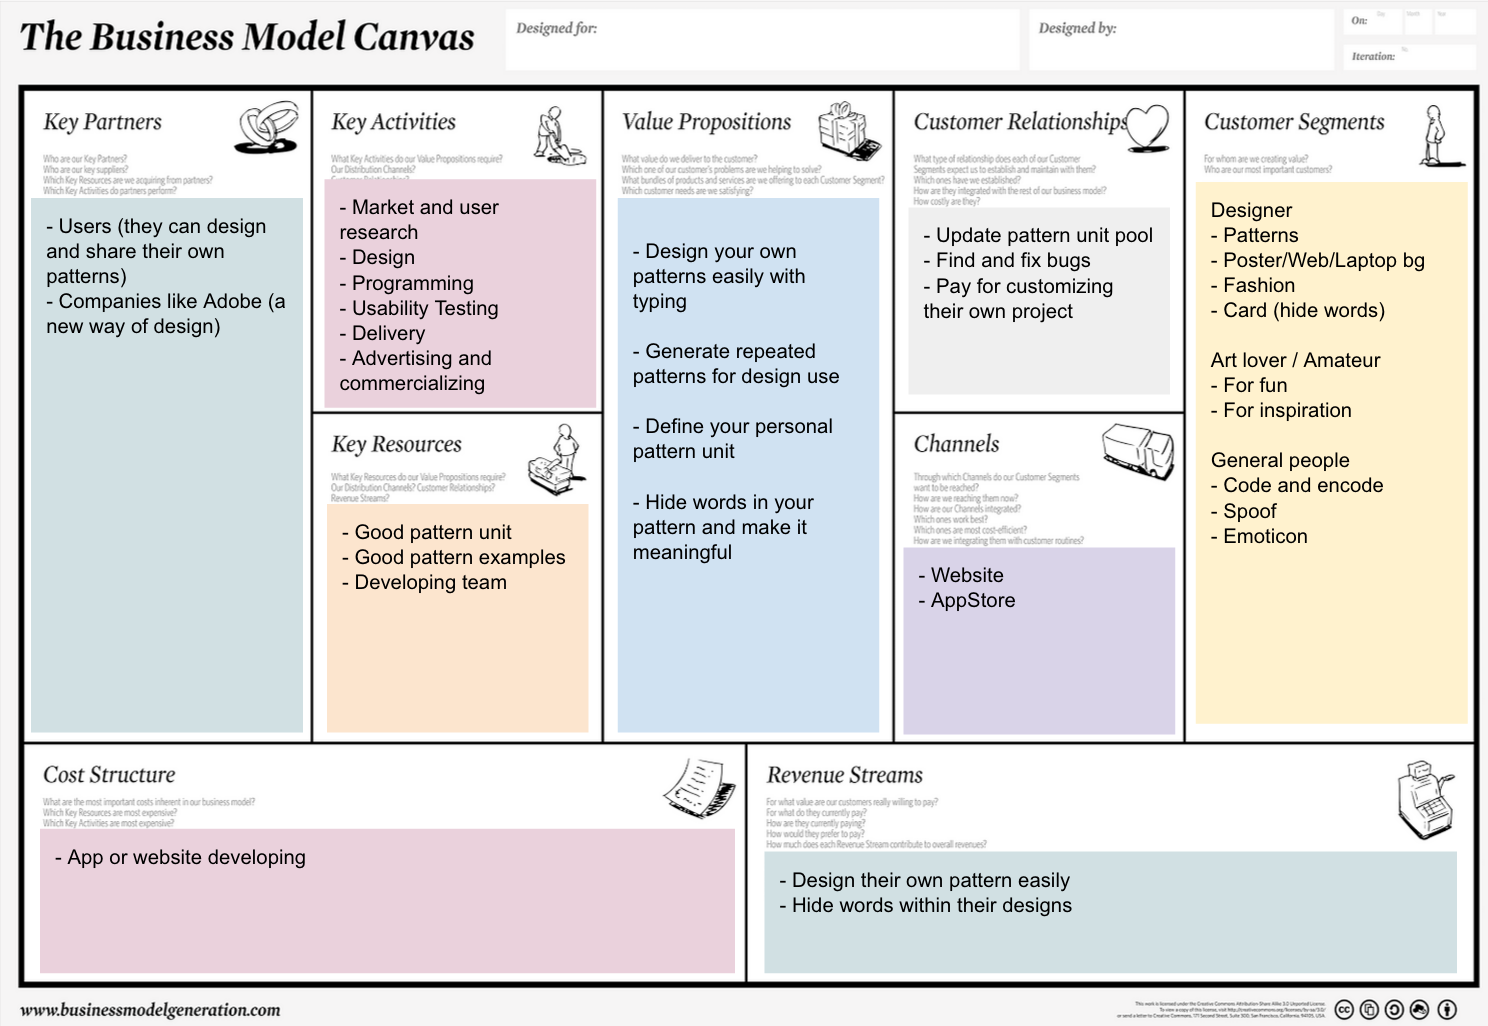 The Business Model Canvas
Designed for:
Designed by:
On:
Day
Month
Year
Iteration:
No.
Key Partners
Who are our Key Partners?
Who are our key suppliers?
Which Key Resources are we acquiring from partners?
Which Key Activities do partners perform?
- Users (they can design
and share their own
patterns)
- Companies like Adobe (a
new way of design)
Key Activities
What Key Activities do our Value Propositions require?
Our Distribution Channels?
Customer Relationships?
- Market and user
research
- Design
- Programming
- Usability Testing
- Delivery
- Advertising and
commercializing
Key Resources
What Key Resources do our Value Propositions require?
Our Distribution Channels? Customer Relationships?
Revenue Streams?
- Good pattern unit
- Good pattern examples
- Developing team
Value Propositions
What value do we deliver to the customer?
Which one of our customer's problems are we helping to solve?
What bundles of products and services are we offering to each Customer Segment?
Which customer needs are we satisfying?
- Design your own
patterns easily with
typing
- Generate repeated
patterns for design use
- Define your personal
pattern unit
- Hide words in your
pattern and make it
meaningful
Customer Relationships
What type of relationship does each of our Customer
Segments expect us to establish and maintain with them?
Which ones have we established?
How are they integrated with the rest of our business model?
How costly are they?
- Update pattern unit pool
- Find and fix bugs
- Pay for customizing
their own project
Channels
Through which Channels do our Customer Segments
want to be reached?
How are we reaching them now?
How are our Channels integrated?
Which ones work best?
Which ones are most cost-efficient?
How are we integrating them with customer routines?
- Website
- AppStore
Customer Segments
For whom are we creating value?
Who are our most important customers?
Designer
- Patterns
- Poster/Web/Laptop bg
- Fashion
- Card (hide words)
Art lover / Amateur
- For fun
- For inspiration
General people
- Code and encode
- Spoof
- Emoticon
Cost Structure
What are the most important costs inherent in our business model?
Which Key Resources are most expensive?
Which Key Activities are most expensive?
- App or website developing
Revenue Streams
For what value are our customers really willing to pay?
For what do they currently pay?
How are they currently paying?
How would they prefer to pay?
How much does each Revenue Stream contribute to overall revenues?
- Design their own pattern easily
- Hide words within their designs
www.businessmodelgeneration.com
This work is licensed under the Creative Commons Attribution-Share Alike 3.0 Unported License.
To view a copy of this license, visit http://creativecommons.org/licenses/by-sa/3.0/
or send a letter to Creative Commons, 171 Second Street, Suite 300, San Francisco, California, 94105, USA.
cc